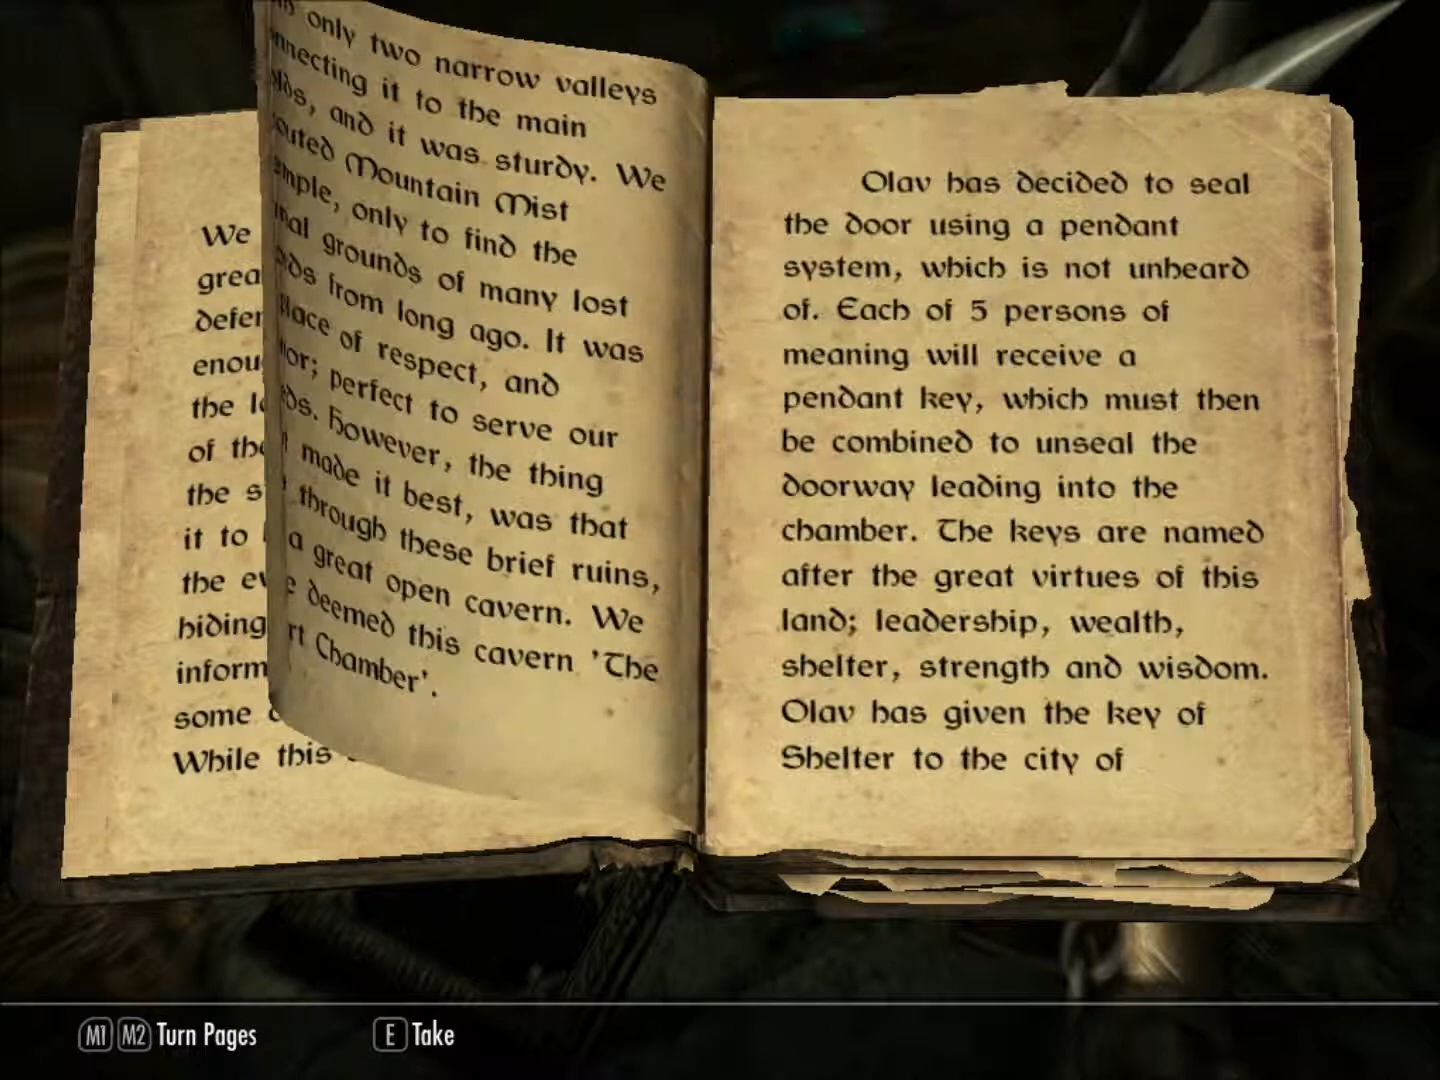 We
the
of the
the
it to
the
hiding
some
While this
only two narrow valleys
it to the main
and it was sturdy. We
Mountain Mist
only to find the
grounds of many lost
from long ago. It was
of respect, and
perfect to serve our
However, the thing
made it best, was that
through these brief ruins,
a great open cavern. We
deemed this cavern 'The
Chamber'.
Olav has decided to seal
the door using a pendant
system, which is not unheard
of. Each of 5 persons of
meaning will receive a
pendant key, which must then
be combined to unseal the
doorway leading into the
chamber. The keys are named
after the great virtues of this
land; leadership, wealth,
shelter, strength and wisdom.
Olav has given the key of
Shelter to the city of
M1 M2 Turn Pages
E Take